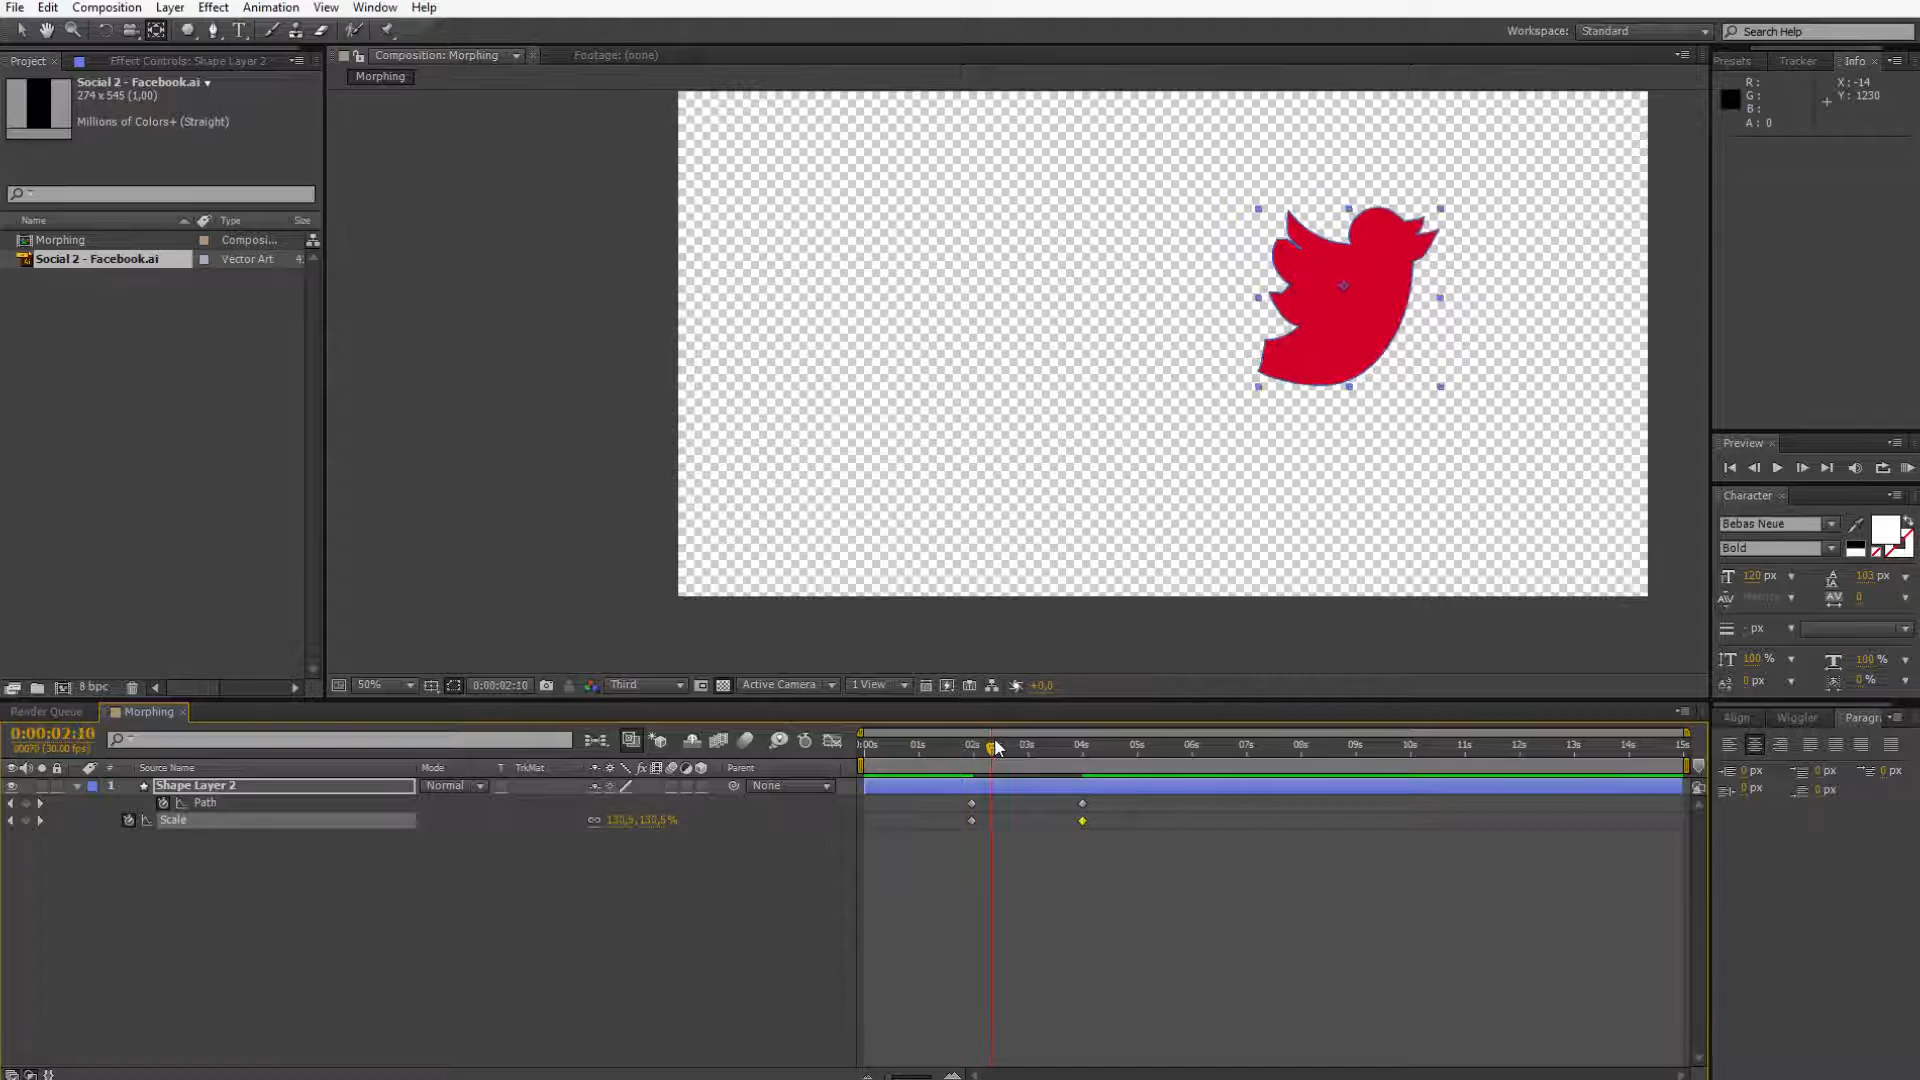 File Edit Composition Layer Effect Animation View Window Help
Workspace: Standard Search Help
Project Effect Controls: Shape Layer 2 Composition: Morphing Footage: (none) Presets Tracker Info
Morphing
Social 2 - Facebook.ai
274 x 545 (1,00)
Millions of Colors+ (Straight)
R: X: -14
G: Y: 1230
B:
A: 0
Name Type Size
Morphing Composi...
Social 2 - Facebook.ai Vector Art 4
Preview
Character
Bebas Neue
Bold
120 px 103 px
0
- px
100 % 100 %
0 px 0 %
8 bpc 50% 0:00:02:10 Third Active Camera 1 View +0,0
Render Queue Morphing Align Wiggler Paragr
0:00:02:10
00070 (30.00 fps)
:00s 01s 02s 03s 04s 05s 06s 07s 08s 09s 10s 11s 12s 13s 14s 15s
# Source Name Mode T TrkMat Parent
1 Shape Layer 2 Normal None
Path
Scale 130,5,130,5%
0 px 0 px 0 px
0 px 0 px